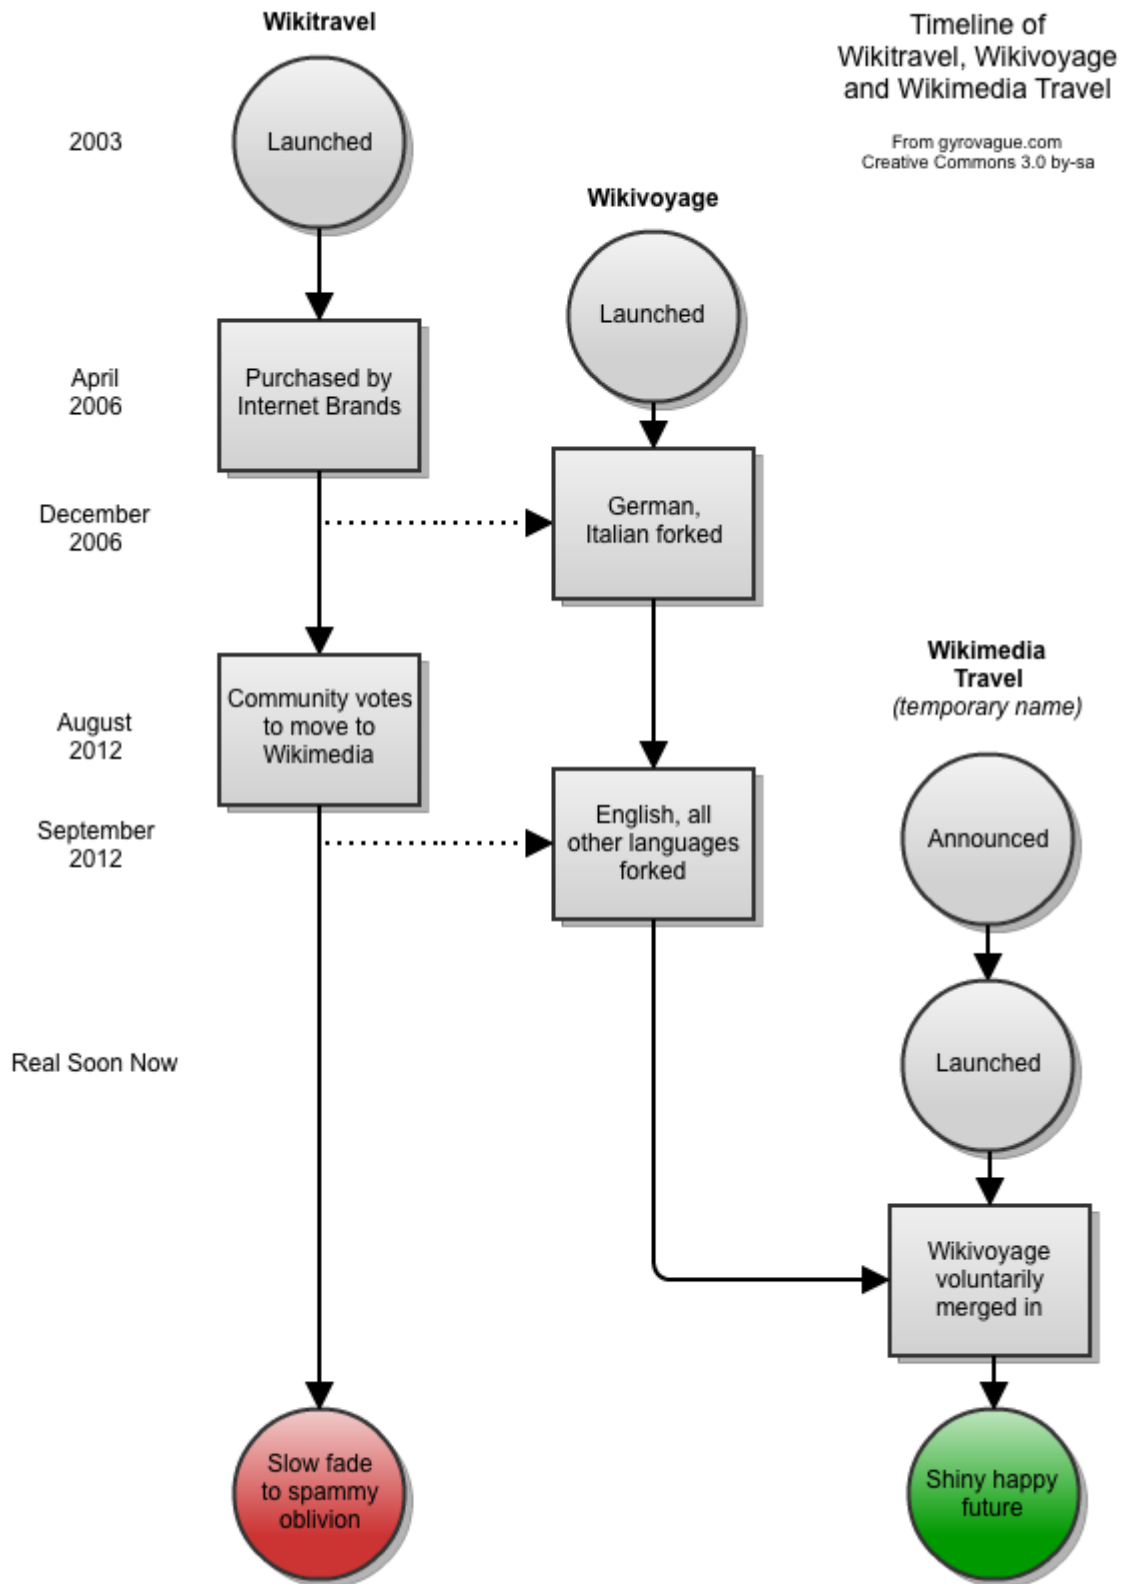 Wikitravel
Timeline of
Wikitravel, Wikivoyage
and Wikimedia Travel
From gyrovague.com
Creative Commons 3.0 by-sa
2003
Launched
Wikivoyage
Launched
April
2006
Purchased by
Internet Brands
December
2006
German,
Italian forked
Wikimedia
Travel
(temporary name)
August
2012
Community votes
to move to
Wikimedia
September
2012
English, all
other languages
forked
Announced
Real Soon Now
Launched
Wikivoyage
voluntarily
merged in
Slow fade
to spammy
oblivion
Shiny happy
future